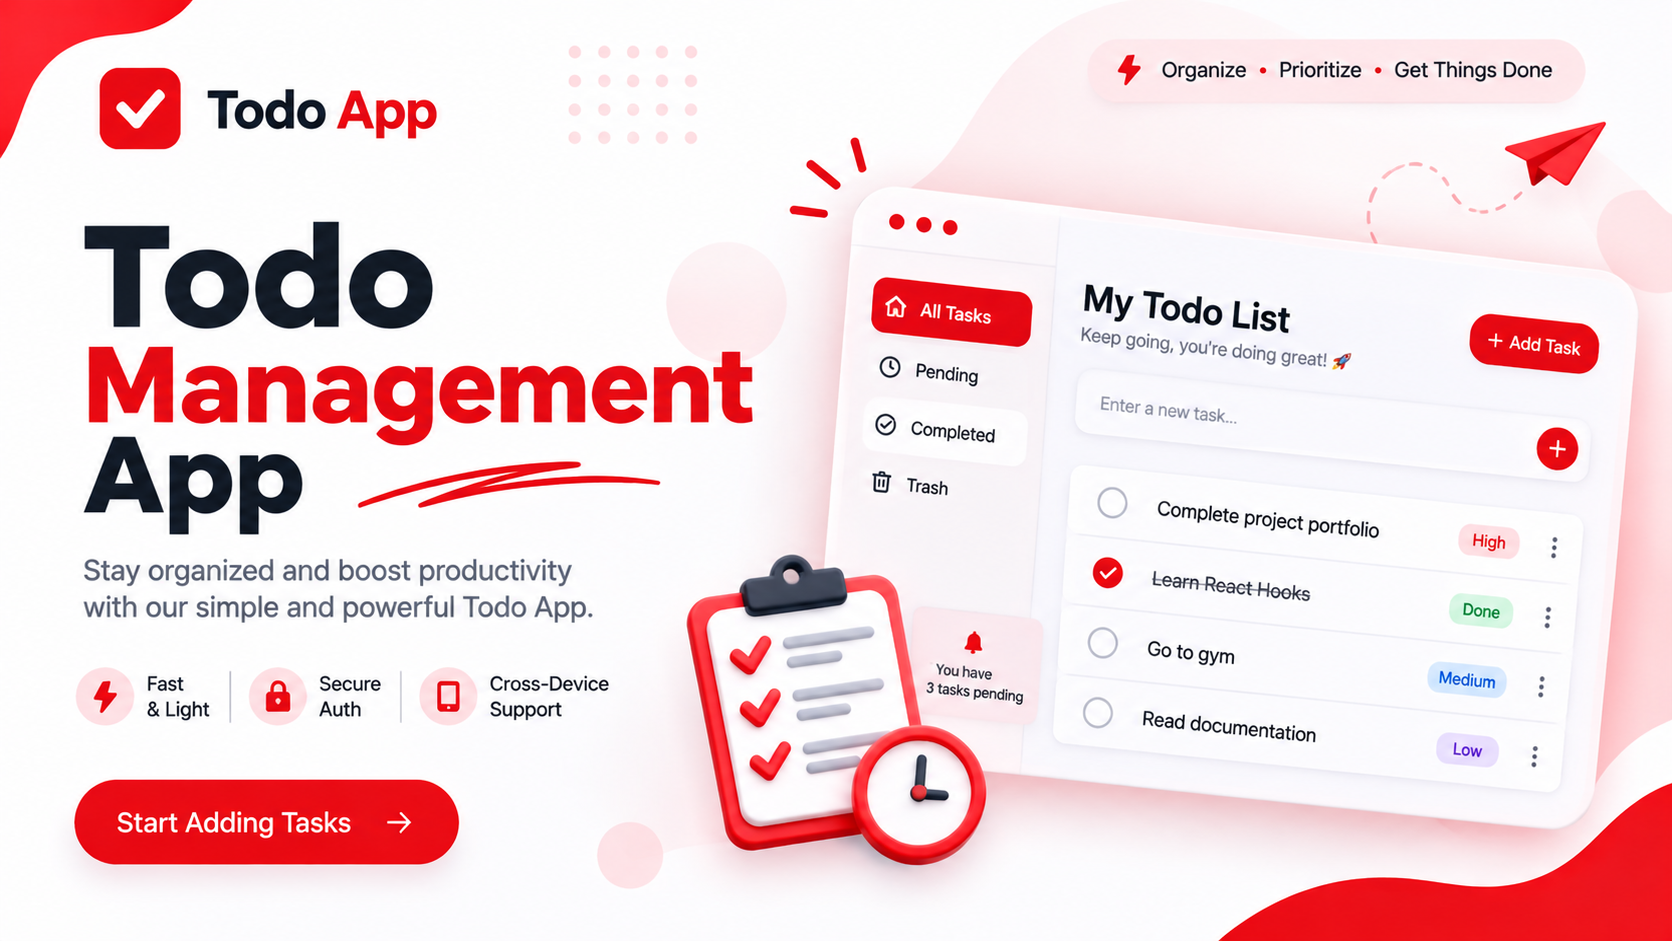 Todo App
Organize • Prioritize • Get Things Done
Todo
Management
App
Stay organized and boost productivity
with our simple and powerful Todo App.
Fast
& Light
Secure
Auth
Cross-Device
Support
Start Adding Tasks
All Tasks
Pending
Completed
Trash
You have
3 tasks pending
My Todo List
Keep going, you're doing great! 🚀
+ Add Task
Enter a new task...
Complete project portfolio
High
Learn React Hooks
Done
Go to gym
Medium
Read documentation
Low